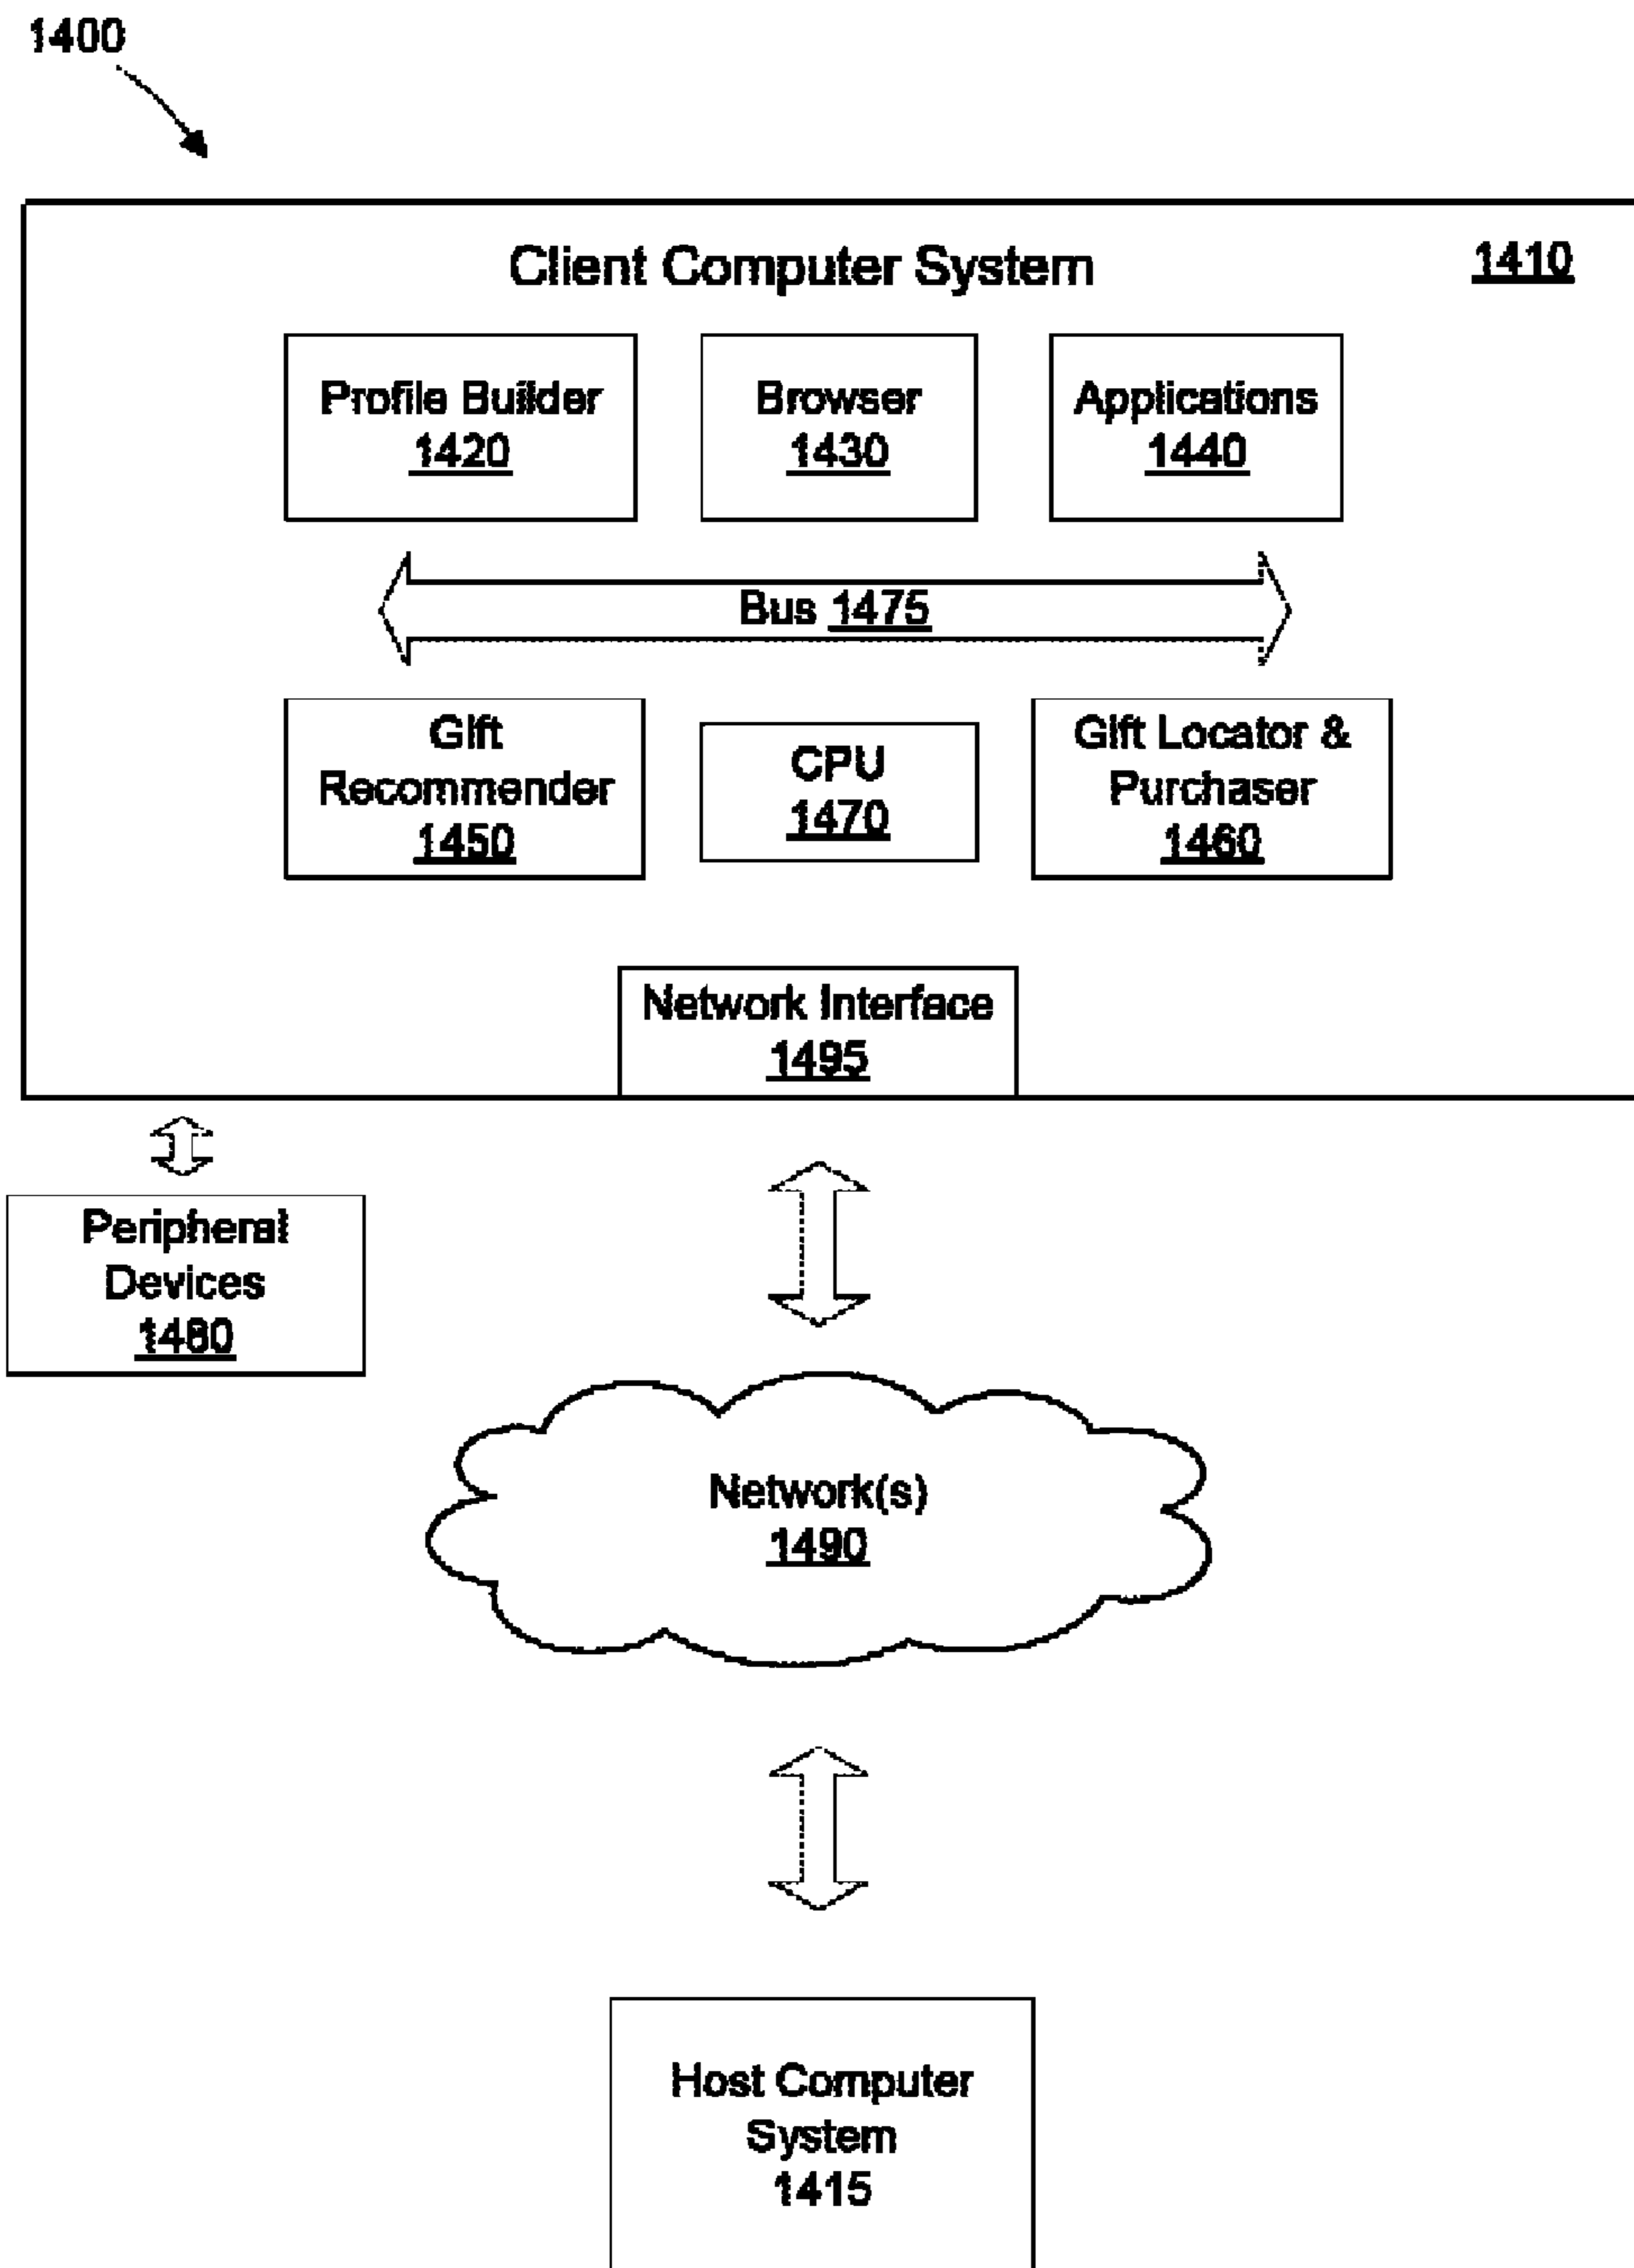 1400
Client Computer System
1410
Profile Builder
1420
Browser
1430
Applications
1440
Bus 1475
Gift
Recommender
1450
CPU
1470
Gift Locator &
Purchaser
1460
Network Interface
1495
Peripheral
Devices
1480
Network(s)
1490
Host Computer
System
1415